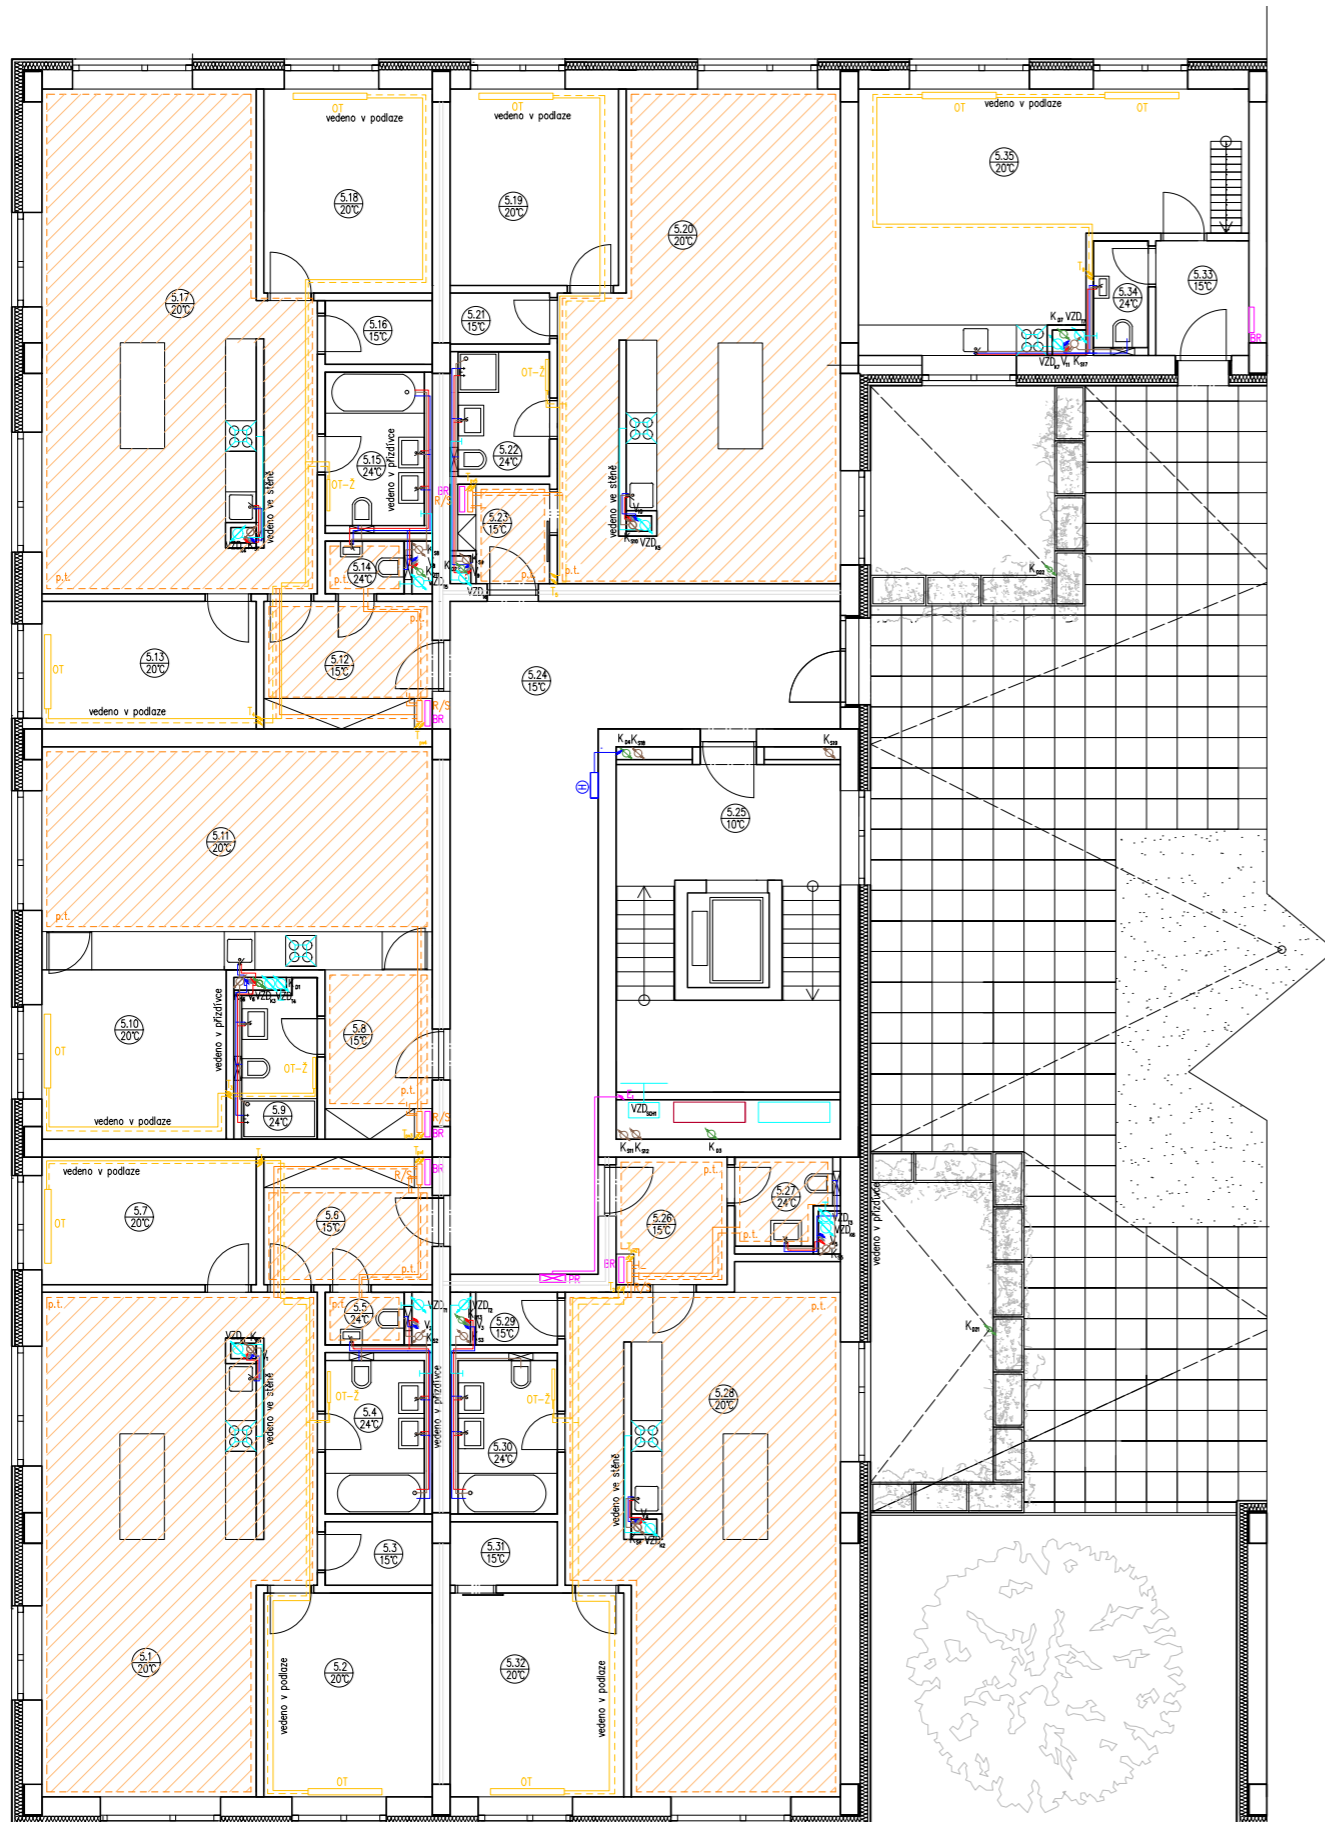 OT
vedeno v podlaze
OT
vedeno v podlaze
vedeno v podlaze
OT
OT
5.35
20°C
5.18
20°C
5.19
20°C
5.20
20°C
5.17
20°C
5.16
15°C
5.21
15°C
5.33
15°C
5.34
24°C
BR
OT-Ž
5.22
24°C
5.15
24°C
OT-Ž
vedeno v přizdívce
vedeno ve stěně
vedeno ve stěně
BR
R/S
5.23
15°C
5.14
24°C
p.t.
p.t.
p.t.
p.t.
p.t.
5.13
20°C
OT
vedeno v podlaze
5.12
15°C
R/S
BR
5.24
15°C
5.25
10°C
H
5.11
20°C
p.t.
5.10
20°C
OT
vedeno v podlaze
vedeno v přizdívce
OT-Ž
5.9
24°C
5.8
15°C
p.t.
R/S
BR
vedeno v podlaze
OT
5.7
20°C
5.6
15°C
R/S
BR
p.t.
5.26
15°C
p.t.
5.27
24°C
p.t.
vedeno v přizdívce
BR
R/S
PR
p.t.
p.t.
5.5
24°C
5.29
15°C
p.t.
vedeno ve stěně
OT-Ž
5.4
24°C
vedeno v přizdívce
OT-Ž
5.30
24°C
5.28
20°C
vedeno ve stěně
5.3
15°C
5.31
15°C
5.1
20°C
5.2
20°C
vedeno v podlaze
5.32
20°C
vedeno v podlaze
OT
OT